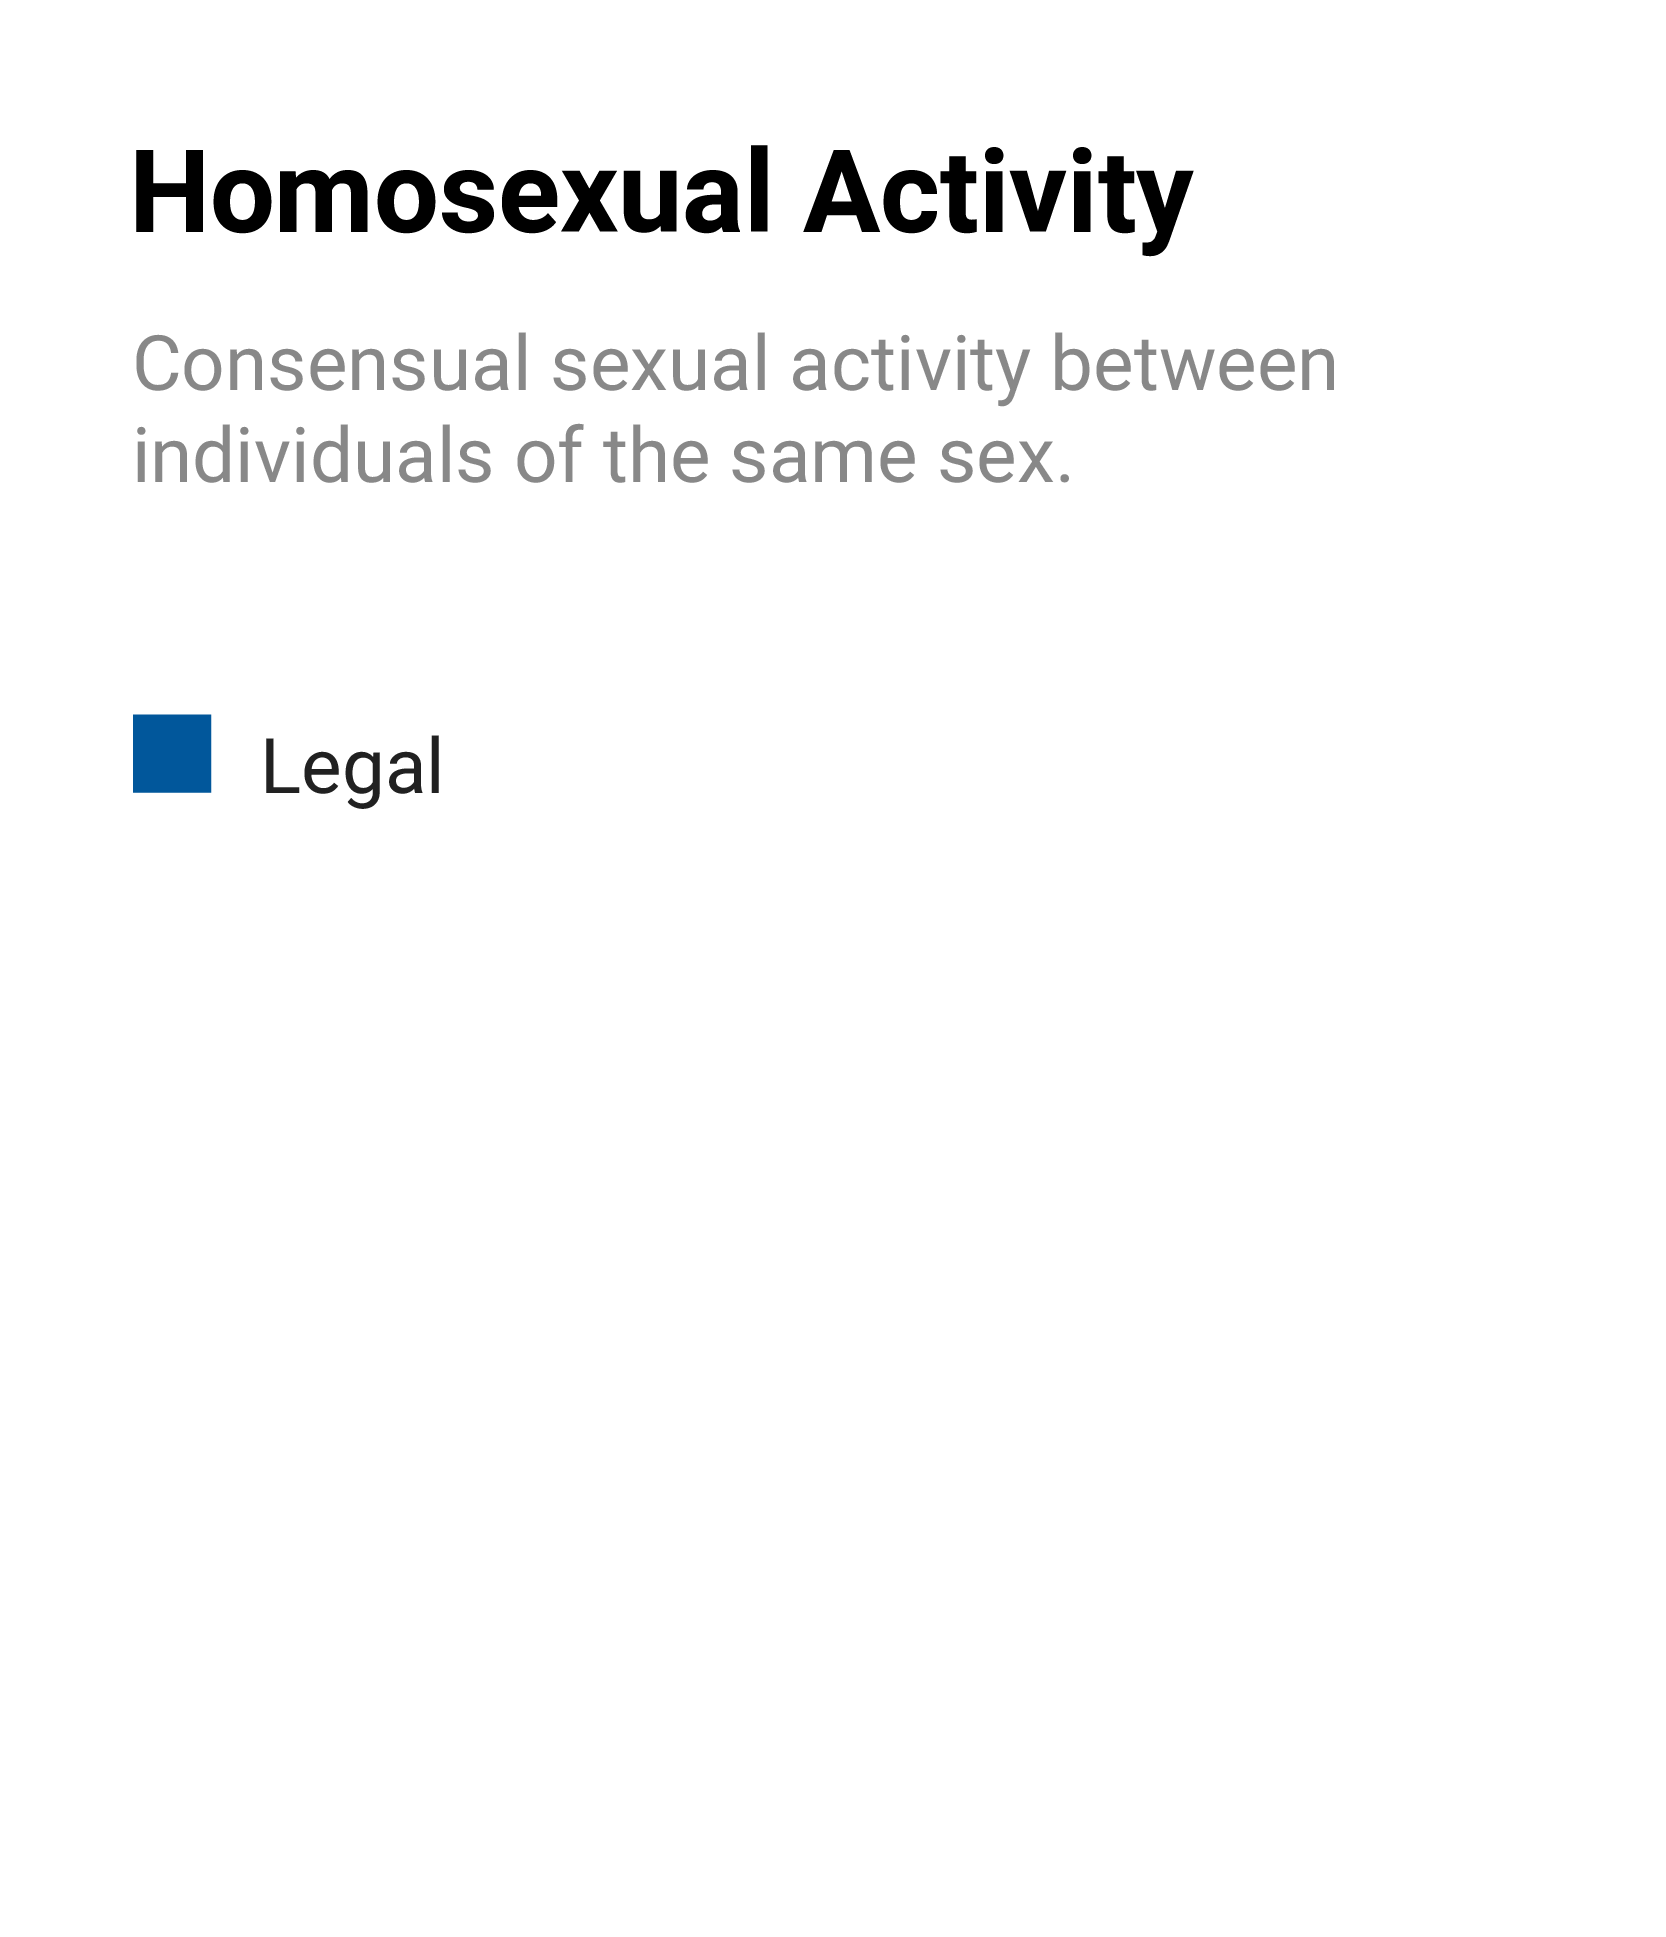 Homosexual Activity
Consensual sexual activity between
individuals of the same sex.
Legal